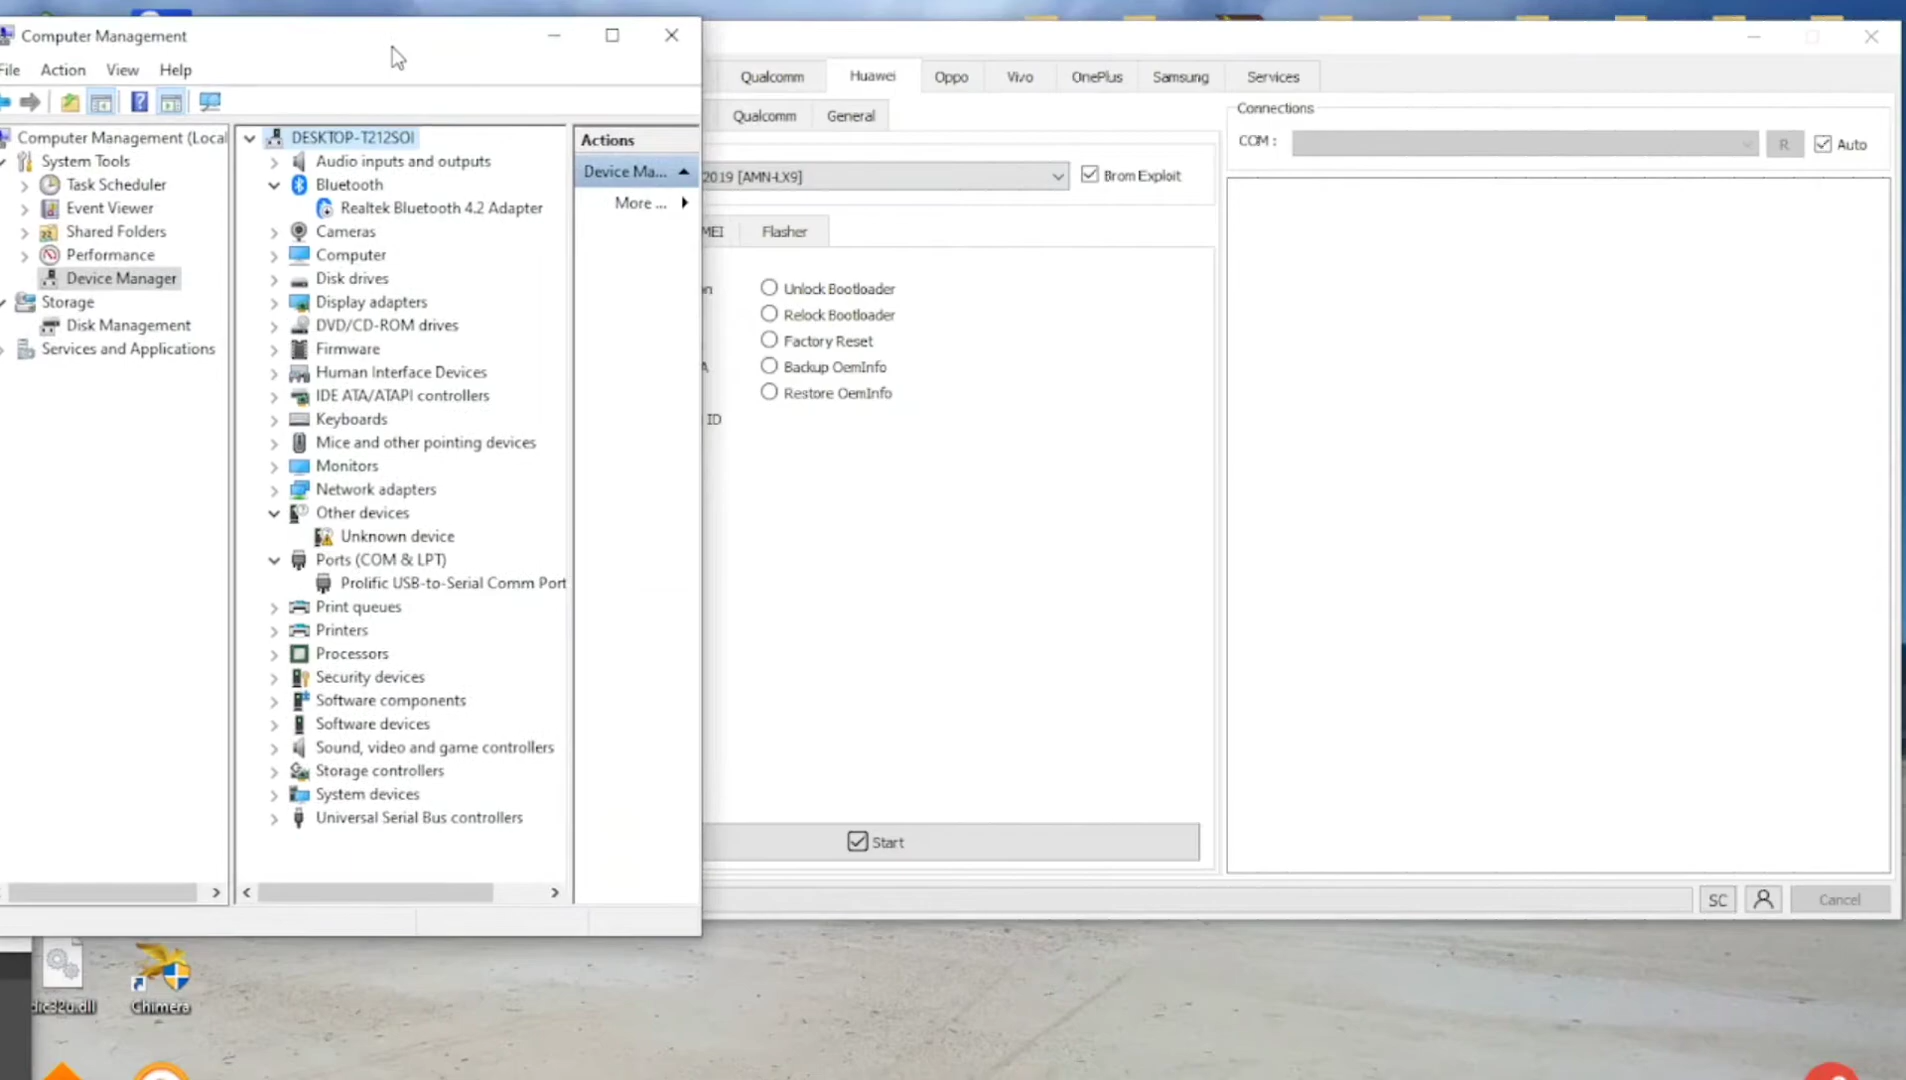 Computer Management
File Action View Help
Computer Management (Local
System Tools
Task Scheduler
Event Viewer
Shared Folders
Performance
Device Manager
Storage
Disk Management
Services and Applications
DESKTOP-T212SOI
Audio inputs and outputs
Bluetooth
Realtek Bluetooth 4.2 Adapter
Cameras
Computer
Disk drives
Display adapters
DVD/CD-ROM drives
Firmware
Human Interface Devices
IDE ATA/ATAPI controllers
Keyboards
Mice and other pointing devices
Monitors
Network adapters
Other devices
Unknown device
Ports (COM & LPT)
Prolific USB-to-Serial Comm Port
Print queues
Printers
Processors
Security devices
Software components
Software devices
Sound, video and game controllers
Storage controllers
System devices
Universal Serial Bus controllers
Actions
Device Ma...
More ...
Qualcomm Huawei Oppo Vivo OnePlus Samsung Services
Qualcomm General
2019 [AMN-LX9] Brom Exploit
MEI Flasher
on Unlock Bootloader
Relock Bootloader
Factory Reset
A Backup OemInfo
Restore OemInfo
ID
Start
Connections
COM : R Auto
SC Cancel
Chimera